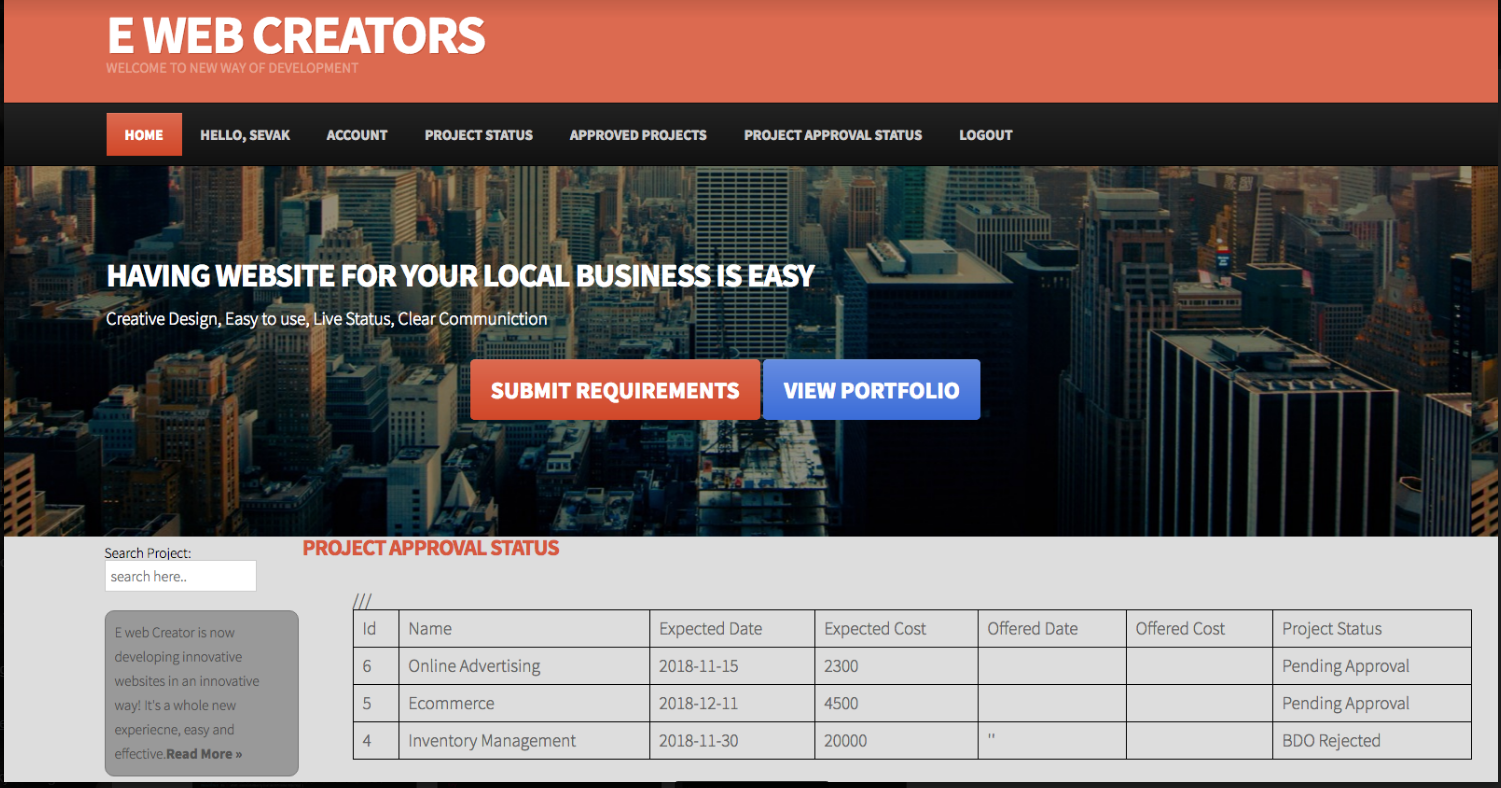 E WEB CREATORS
WELCOME TO NEW WAY OF DEVELOPMENT
HOME HELLO, SEVAK ACCOUNT PROJECT STATUS APPROVED PROJECTS PROJECT APPROVAL STATUS LOGOUT
HAVING WEBSITE FOR YOUR LOCAL BUSINESS IS EASY
Creative Design, Easy to use, Live Status, Clear Communiction
SUBMIT REQUIREMENTS VIEW PORTFOLIO
Search Project:
search here..
E web Creator is now
developing innovative
websites in an innovative
way! It's a whole new
experiecne, easy and
effective.Read More »
PROJECT APPROVAL STATUS
///
Id Name Expected Date Expected Cost Offered Date Offered Cost Project Status
6 Online Advertising 2018-11-15 2300 Pending Approval
5 Ecommerce 2018-12-11 4500 Pending Approval
4 Inventory Management 2018-11-30 20000 '' BDO Rejected